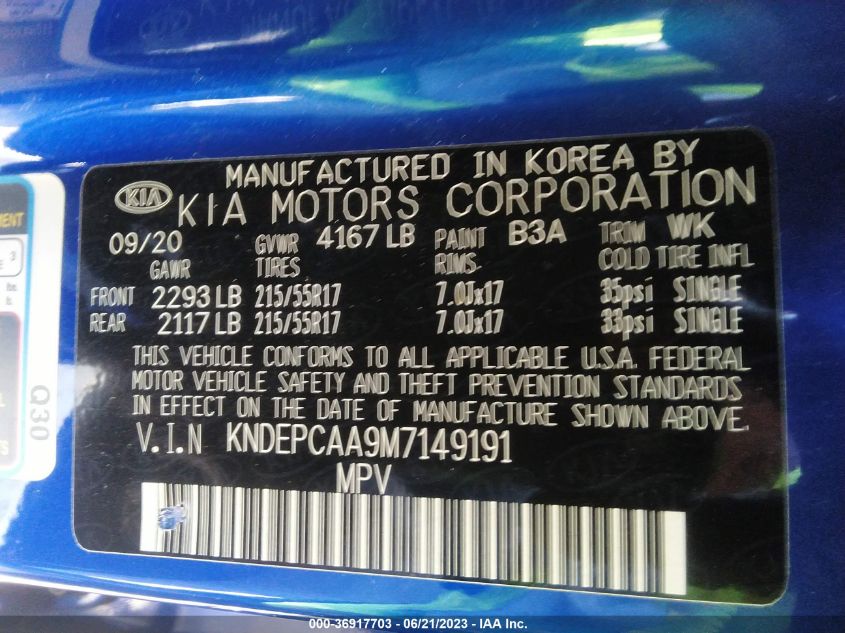 MANUFACTURED IN KOREA BY
KIA KIA MOTORS CORPORATION
09/20 GVWR 4167 LB PAINT B3A TRIM WK
GAWR TIRES RIMS COLD TIRE INFL
FRONT 2293 LB 215/55R17 7.0Jx17 35psi SINGLE
REAR 2117 LB 215/55R17 7.0Jx17 33psi SINGLE
THIS VEHICLE CONFORMS TO ALL APPLICABLE U.S.A. FEDERAL
MOTOR VEHICLE SAFETY AND THEFT PREVENTION STANDARDS
IN EFFECT ON THE DATE OF MANUFACTURE SHOWN ABOVE.
V.I.N KNDEPCAA9M7149191
MPV
3
Q30
000-36917703 - 06/21/2023 - IAA Inc.